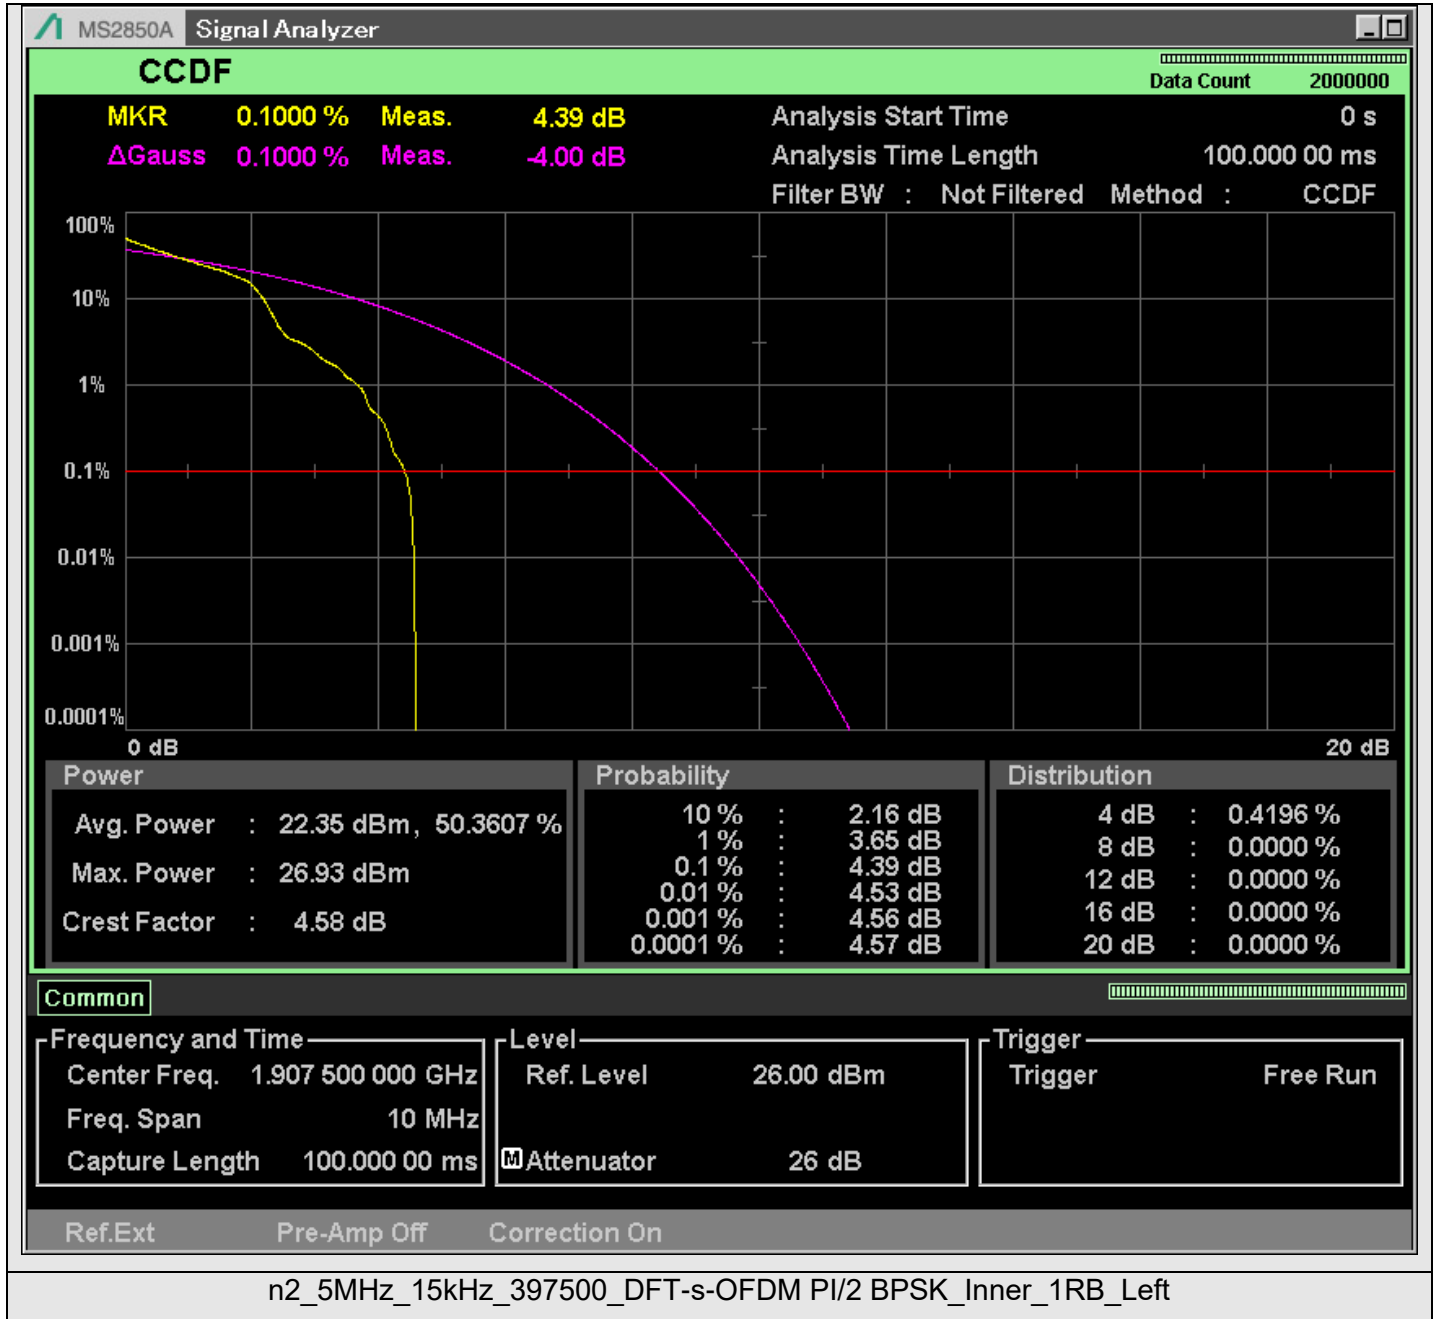 MS2850A Signal Analyzer
CCDF
Data Count 2000000
MKR 0.1000 % Meas. 4.39 dB Analysis Start Time 0 s
ΔGauss 0.1000 % Meas. -4.00 dB Analysis Time Length 100.000 00 ms
Filter BW : Not Filtered Method : CCDF
100%
10%
1%
0.1%
0.01%
0.001%
0.0001%
0 dB 20 dB
Power
Avg. Power : 22.35 dBm, 50.3607 %
Max. Power : 26.93 dBm
Crest Factor : 4.58 dB
Probability
10 % : 2.16 dB
1 % : 3.65 dB
0.1 % : 4.39 dB
0.01 % : 4.53 dB
0.001 % : 4.56 dB
0.0001 % : 4.57 dB
Distribution
4 dB : 0.4196 %
8 dB : 0.0000 %
12 dB : 0.0000 %
16 dB : 0.0000 %
20 dB : 0.0000 %
Common
Frequency and Time
Center Freq. 1.907 500 000 GHz
Freq. Span 10 MHz
Capture Length 100.000 00 ms
Level
Ref. Level 26.00 dBm
M Attenuator 26 dB
Trigger
Trigger Free Run
Ref.Ext Pre-Amp Off Correction On
n2_5MHz_15kHz_397500_DFT-s-OFDM PI/2 BPSK_Inner_1RB_Left